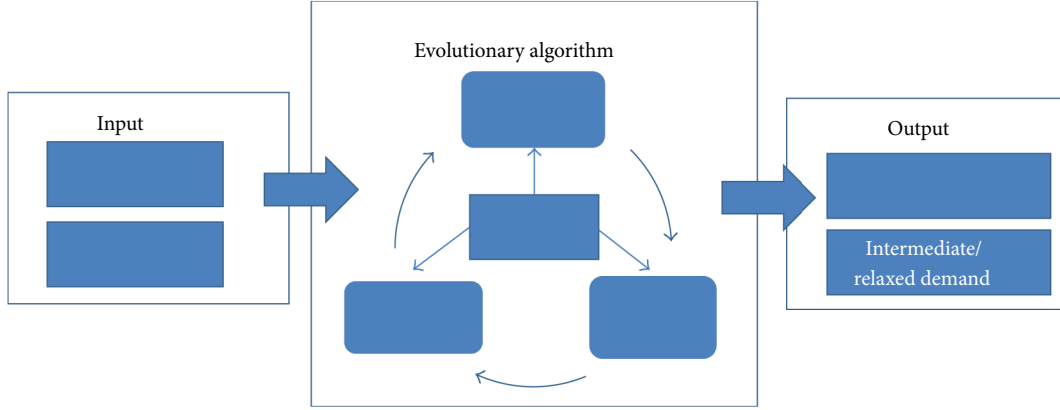 Input
Evolutionary algorithm
Output
Intermediate/
relaxed demand